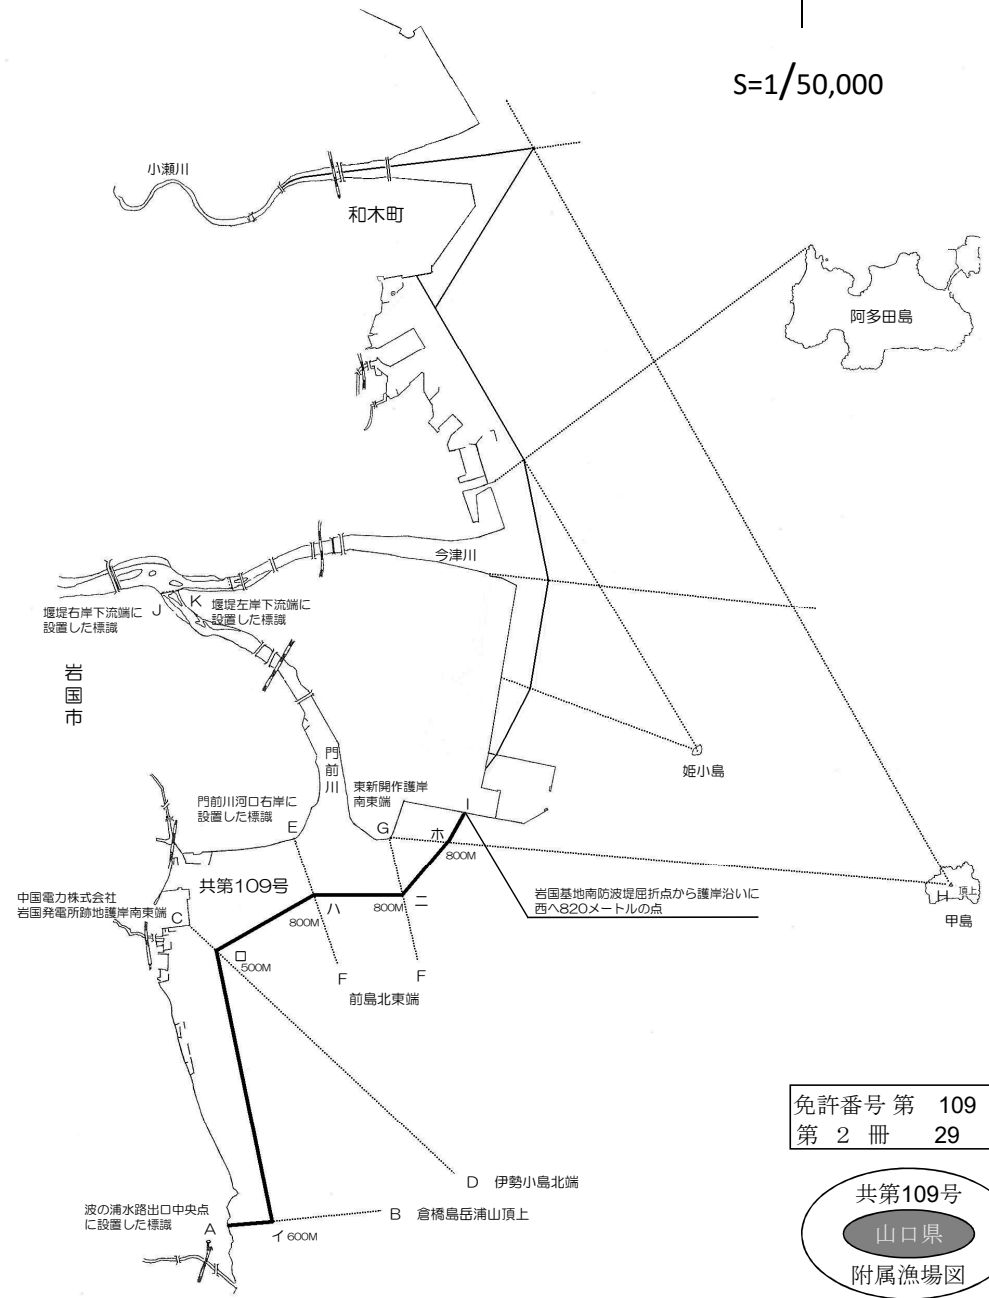 S=1/50,000
小瀬川
和木町
阿多田島
今津川
J
K
堰堤右岸下流端に
設置した標識
堰堤左岸下流端に
設置した標識
岩国市
姫小島
門前川
東新開作護岸
南東端
門前川河口右岸に
設置した標識
E
G
I
ホ
800M
H
頂上
甲島
共第109号
中国電力株式会社
岩国発電所跡地護岸南東端
C
岩国基地南防波堤屈折点から護岸沿いに
西へ820メートルの点
ハ
800M
ニ
800M
ロ
500M
F
F
前島北東端
免許番号 第 109
第 2 冊 29
D 伊勢小島北端
共第109号
山口県
附属漁場図
波の浦水路出口中央点
に設置した標識
A
B 倉橋島岳浦山頂上
イ 600M